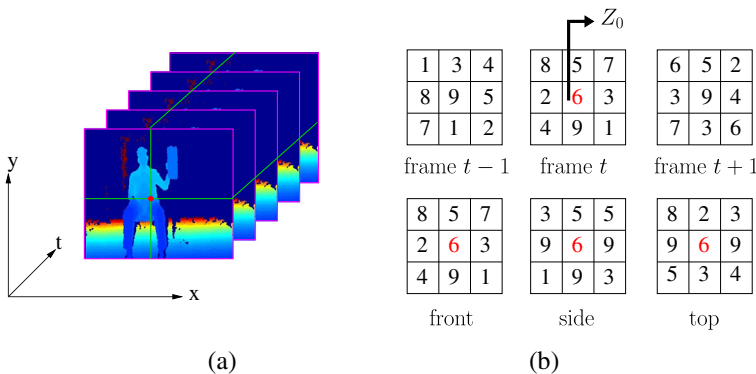 y
t
x
(a)
Z₀
1 3 4
8 9 5
7 1 2
frame t − 1
8 5 7
2 6 3
4 9 1
frame t
6 5 2
3 9 4
7 3 6
frame t + 1
8 5 7
2 6 3
4 9 1
front
3 5 5
9 6 9
1 9 3
side
8 2 3
9 6 9
5 3 4
top
(b)